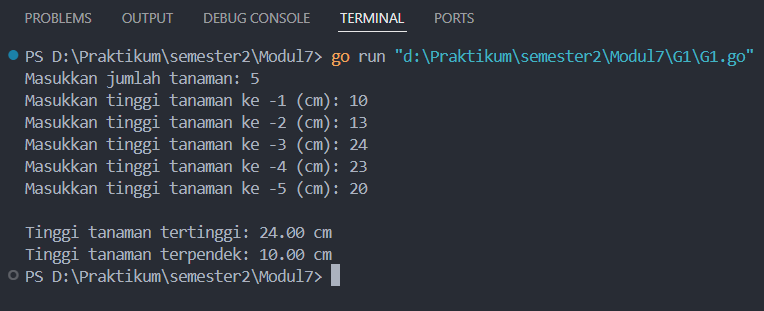 PROBLEMS OUTPUT DEBUG CONSOLE TERMINAL PORTS
PS D:\Praktikum\semester2\Modul7> go run "d:\Praktikum\semester2\Modul7\G1\G1.go"
Masukkan jumlah tanaman: 5
Masukkan tinggi tanaman ke -1 (cm): 10
Masukkan tinggi tanaman ke -2 (cm): 13
Masukkan tinggi tanaman ke -3 (cm): 24
Masukkan tinggi tanaman ke -4 (cm): 23
Masukkan tinggi tanaman ke -5 (cm): 20
Tinggi tanaman tertinggi: 24.00 cm
Tinggi tanaman terpendek: 10.00 cm
PS D:\Praktikum\semester2\Modul7>